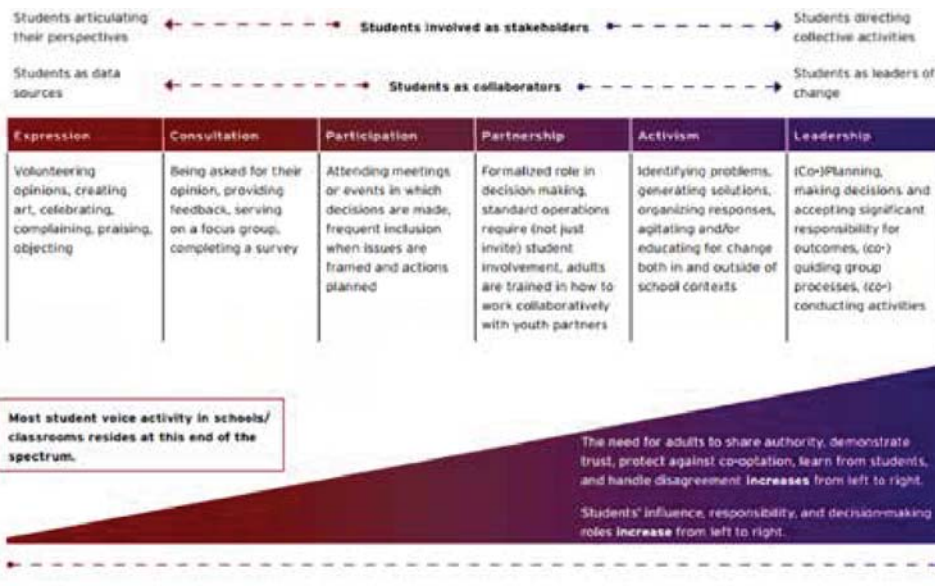 Students articulating
their perspectives
Students involved as stakeholders
Students directing
collective activities
Students as data
sources
Students as collaborators
Students as leaders of
change
Expression
Consultation
Participation
Partnership
Activism
Leadership
Volunteering
opinions, creating
art, celebrating,
complaining, praising,
objecting
Being asked for their
opinion, providing
feedback, serving
on a focus group,
completing a survey
Attending meetings
or events in which
decisions are made,
frequent inclusion
when issues are
framed and actions
planned
Formalized role in
decision making,
standard operations
require (not just
invite) student
involvement, adults
are trained in how to
work collaboratively
with youth partners
Identifying problems,
generating solutions,
organizing responses,
agitating and/or
educating for change
both in and outside of
school contexts
(Co-)Planning,
making decisions and
accepting significant
responsibility for
outcomes, (co-)
guiding group
processes, (co-)
conducting activities
Most student voice activity in schools/
classrooms resides at this end of the
spectrum.
The need for adults to share authority, demonstrate
trust, protect against co-optation, learn from students,
and handle disagreement increases from left to right.
Students' influence, responsibility, and decision-making
roles increase from left to right.